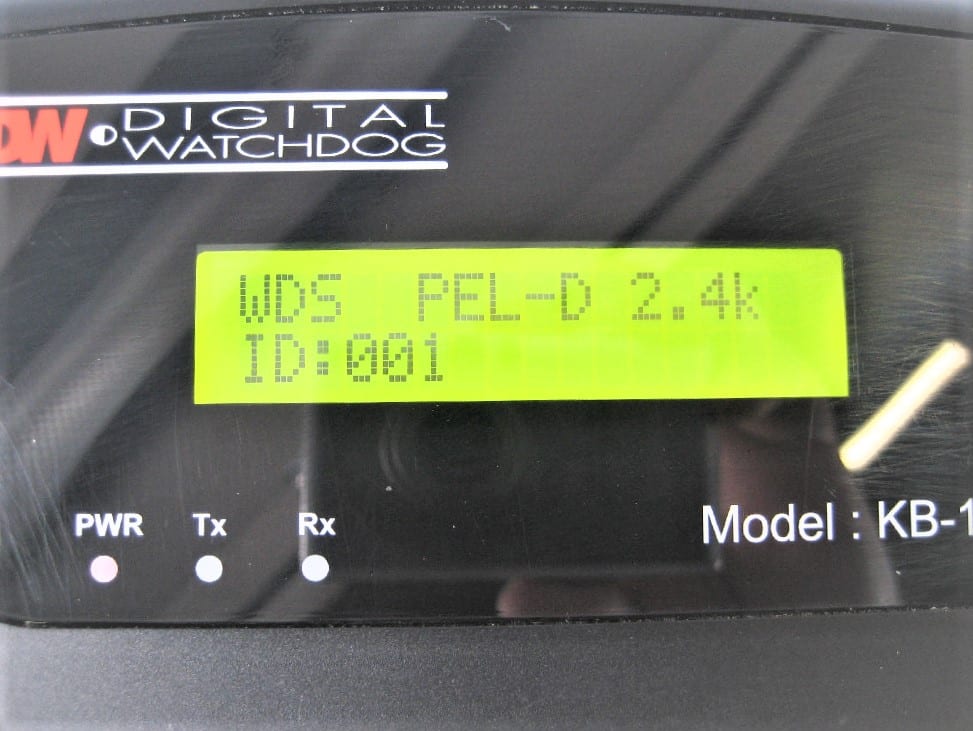 DW DIGITAL
WATCHDOG
WDS PEL-D 2.4k
ID:001
PWR Tx Rx
Model : KB-1